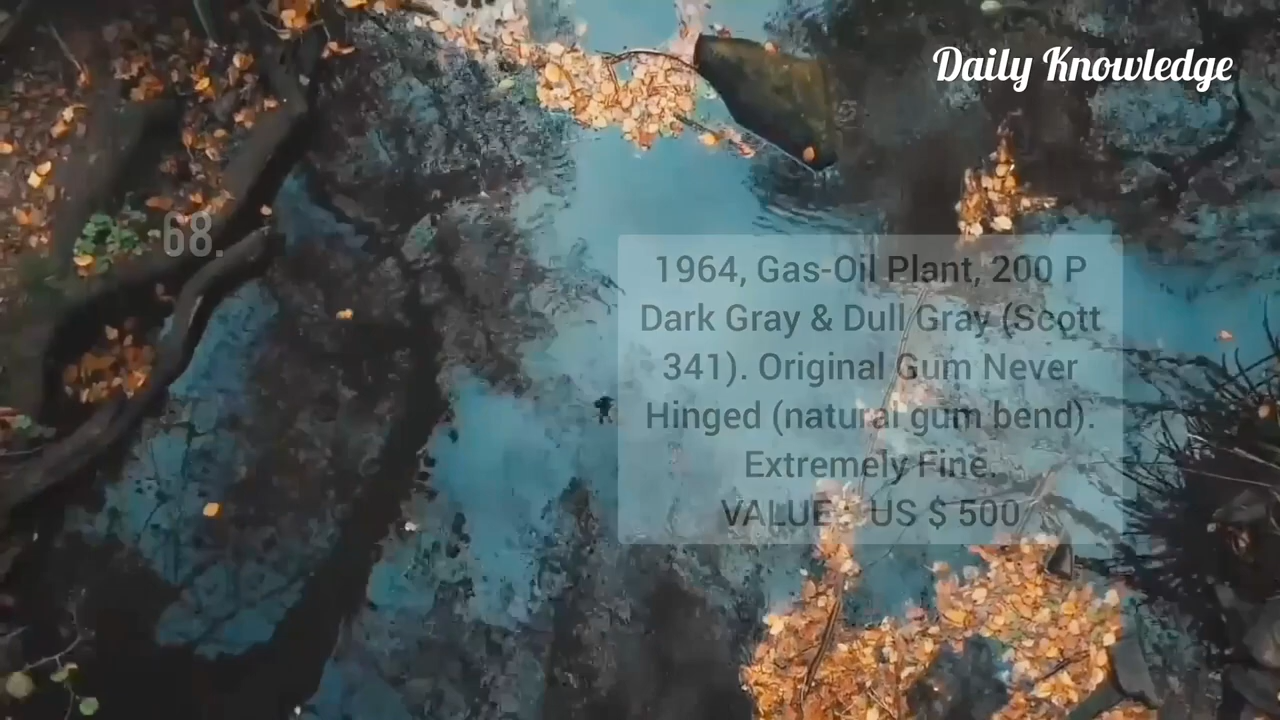 Daily Knowledge
68.
1964, Gas-Oil Plant, 200 P
Dark Gray & Dull Gray (Scott
341). Original Gum Never
Hinged (natural gum bend).
Extremely Fine.
VALUE : US $ 500